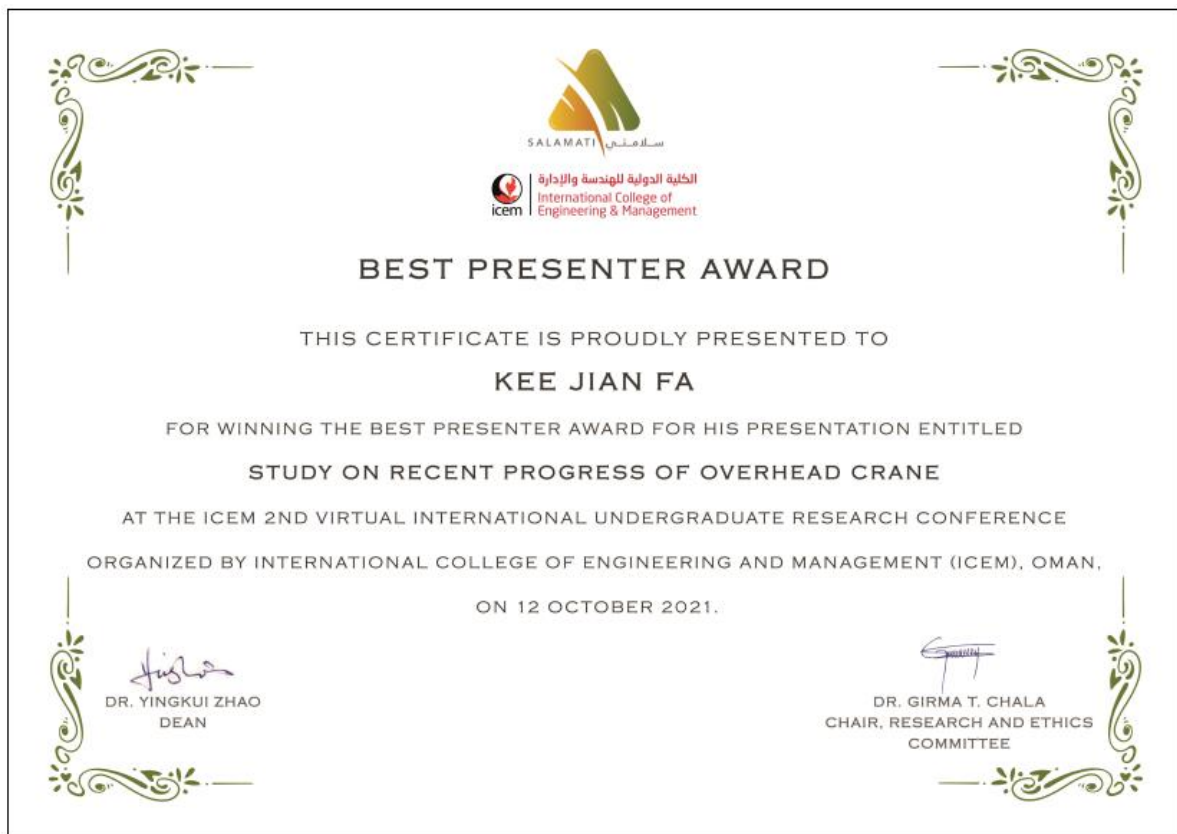 SALAMATI سلامتي
الكلية الدولية للهندسة والإدارة
International College of
Engineering & Management
icem
BEST PRESENTER AWARD
THIS CERTIFICATE IS PROUDLY PRESENTED TO
KEE JIAN FA
FOR WINNING THE BEST PRESENTER AWARD FOR HIS PRESENTATION ENTITLED
STUDY ON RECENT PROGRESS OF OVERHEAD CRANE
AT THE ICEM 2ND VIRTUAL INTERNATIONAL UNDERGRADUATE RESEARCH CONFERENCE
ORGANIZED BY INTERNATIONAL COLLEGE OF ENGINEERING AND MANAGEMENT (ICEM), OMAN,
ON 12 OCTOBER 2021.
DR. YINGKUI ZHAO
DEAN
DR. GIRMA T. CHALA
CHAIR, RESEARCH AND ETHICS
COMMITTEE